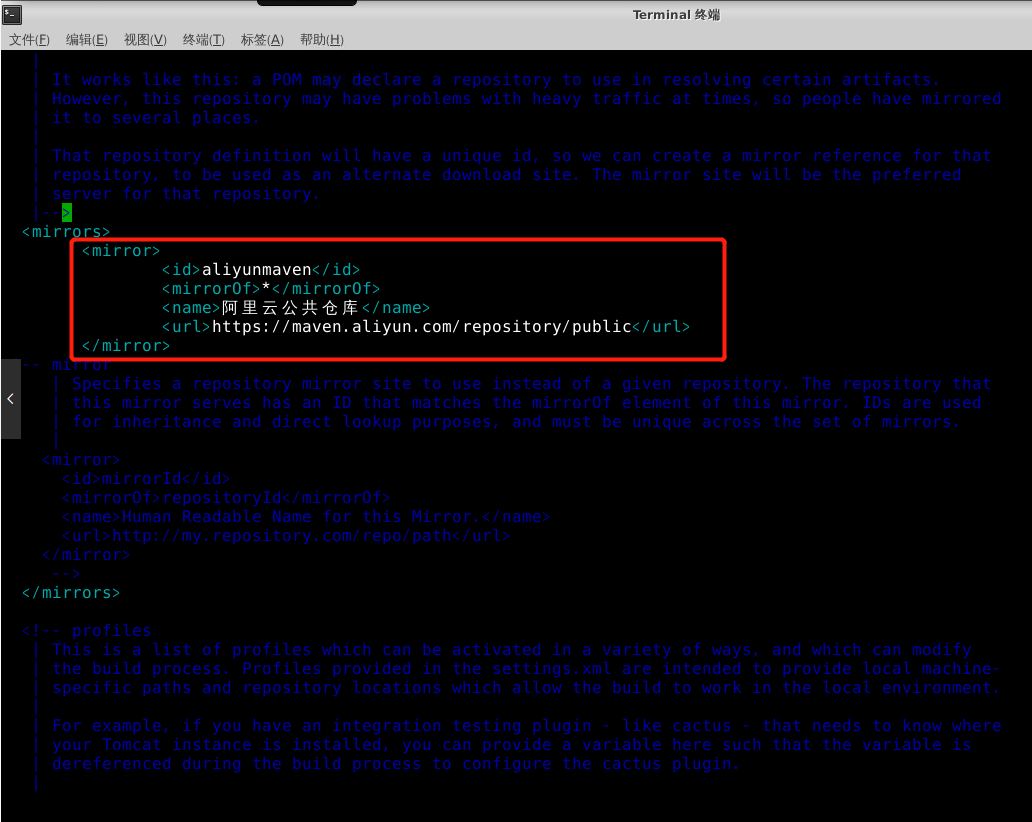 Terminal 终端
文件(F) 编辑(E) 视图(V) 终端(T) 标签(A) 帮助(H)
|
| It works like this: a POM may declare a repository to use in resolving certain artifacts.
| However, this repository may have problems with heavy traffic at times, so people have mirrored
| it to several places.
|
| That repository definition will have a unique id, so we can create a mirror reference for that
| repository, to be used as an alternate download site. The mirror site will be the preferred
| server for that repository.
|-->
<mirrors>
<mirror>
<id>aliyunmaven</id>
<mirrorOf>*</mirrorOf>
<name>阿里云公共仓库</name>
<url>https://maven.aliyun.com/repository/public</url>
</mirror>
-- mirror
| Specifies a repository mirror site to use instead of a given repository. The repository that
| this mirror serves has an ID that matches the mirrorOf element of this mirror. IDs are used
| for inheritance and direct lookup purposes, and must be unique across the set of mirrors.
|
<mirror>
<id>mirrorId</id>
<mirrorOf>repositoryId</mirrorOf>
<name>Human Readable Name for this Mirror.</name>
<url>http://my.repository.com/repo/path</url>
</mirror>
-->
</mirrors>
<!-- profiles
| This is a list of profiles which can be activated in a variety of ways, and which can modify
| the build process. Profiles provided in the settings.xml are intended to provide local machine-
| specific paths and repository locations which allow the build to work in the local environment.
|
| For example, if you have an integration testing plugin - like cactus - that needs to know where
| your Tomcat instance is installed, you can provide a variable here such that the variable is
| dereferenced during the build process to configure the cactus plugin.
|